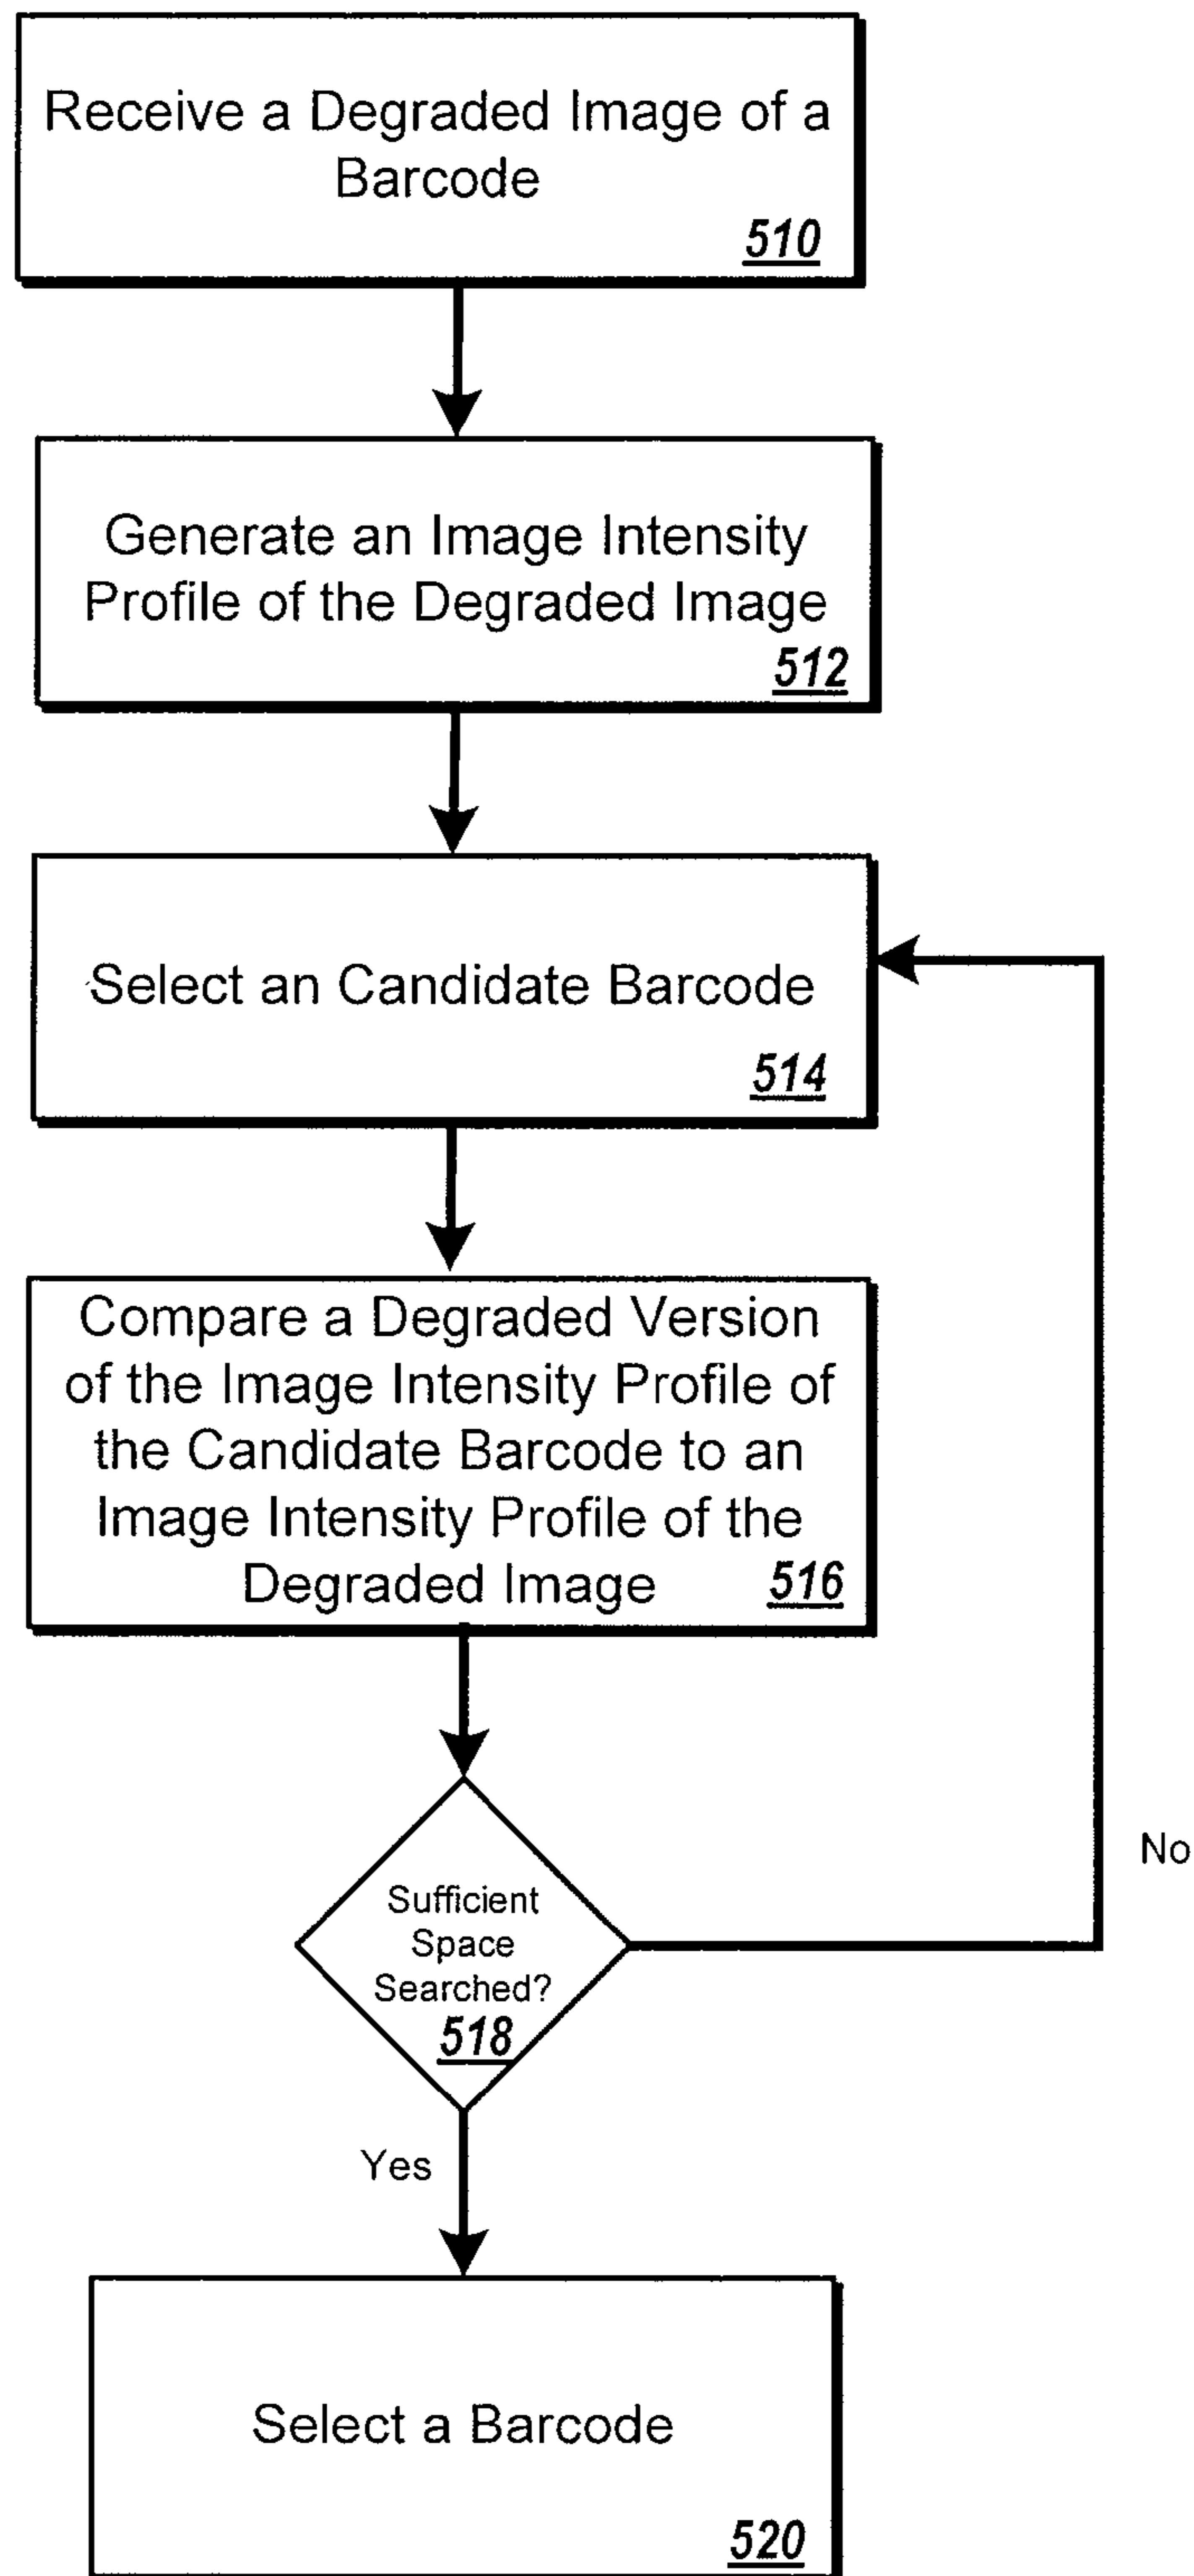 Receive a Degraded Image of a
Barcode
510
Generate an Image Intensity
Profile of the Degraded Image
512
Select an Candidate Barcode
514
Compare a Degraded Version
of the Image Intensity Profile of
the Candidate Barcode to an
Image Intensity Profile of the
Degraded Image 516
Sufficient
Space
Searched?
518
No
Yes
Select a Barcode
520